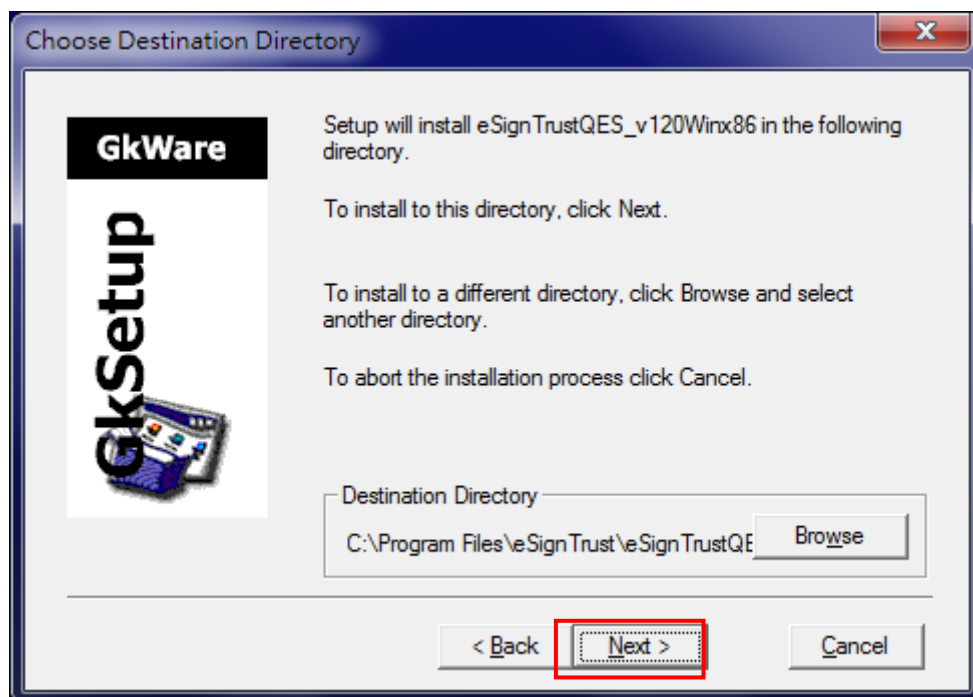 Choose Destination Directory
GkWare
GkSetup
Setup will install eSignTrustQES_v120Winx86 in the following
directory.
To install to this directory, click Next.
To install to a different directory, click Browse and select
another directory.
To abort the installation process click Cancel.
Destination Directory
C:\Program Files\eSignTrust\eSignTrustQE
Browse
< Back
Next >
Cancel